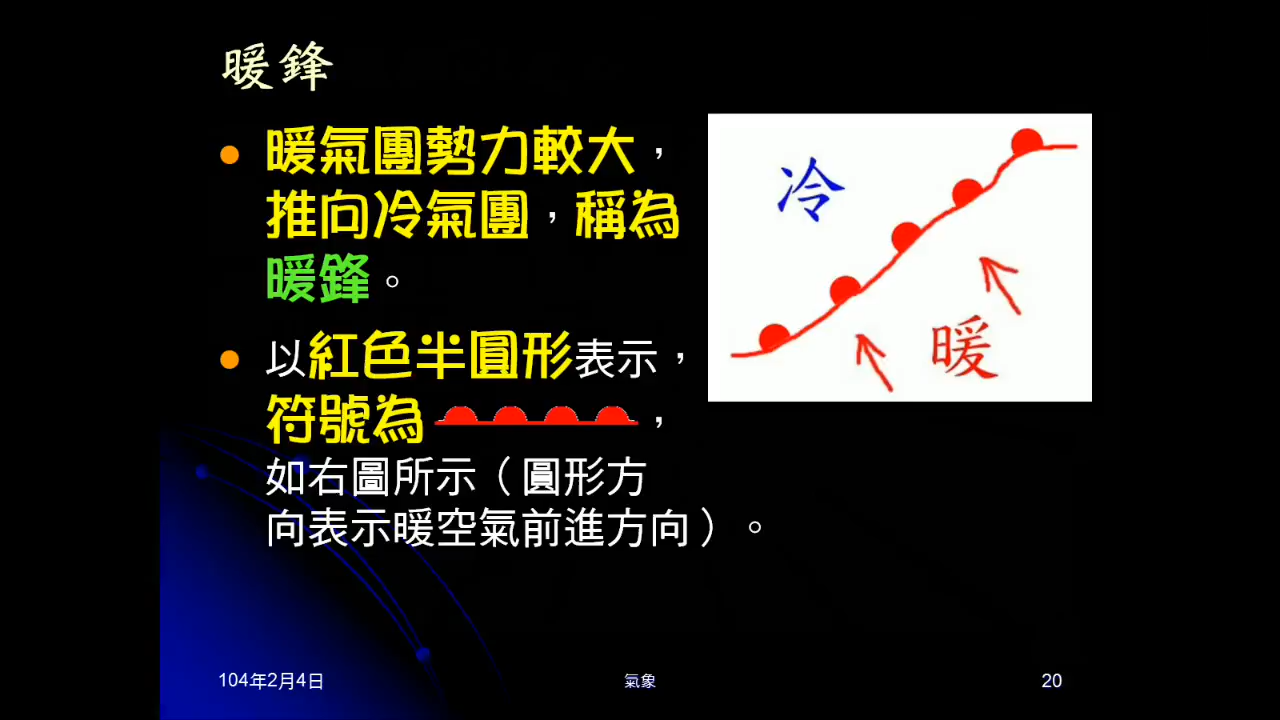 暖鋒
暖氣團勢力較大，
推向冷氣團，稱為
暖鋒。
以紅色半圓形表示，
符號為，
如右圖所示（圓形方
向表示暖空氣前進方向）。
冷
暖
104年2月4日
氣象
20